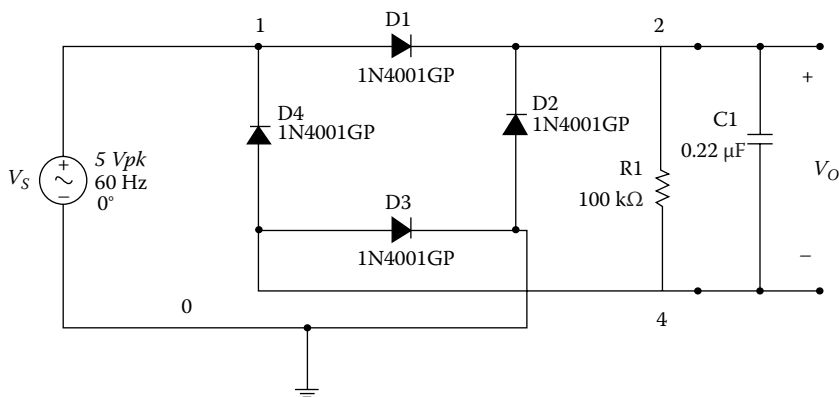 1
D1
2
1N4001GP
+
D4
1N4001GP
D2
1N4001GP
C1
0.22 µF
5 Vpk
60 Hz
0°
V_S
+
−
R1
100 kΩ
V_O
D3
1N4001GP
−
0
4